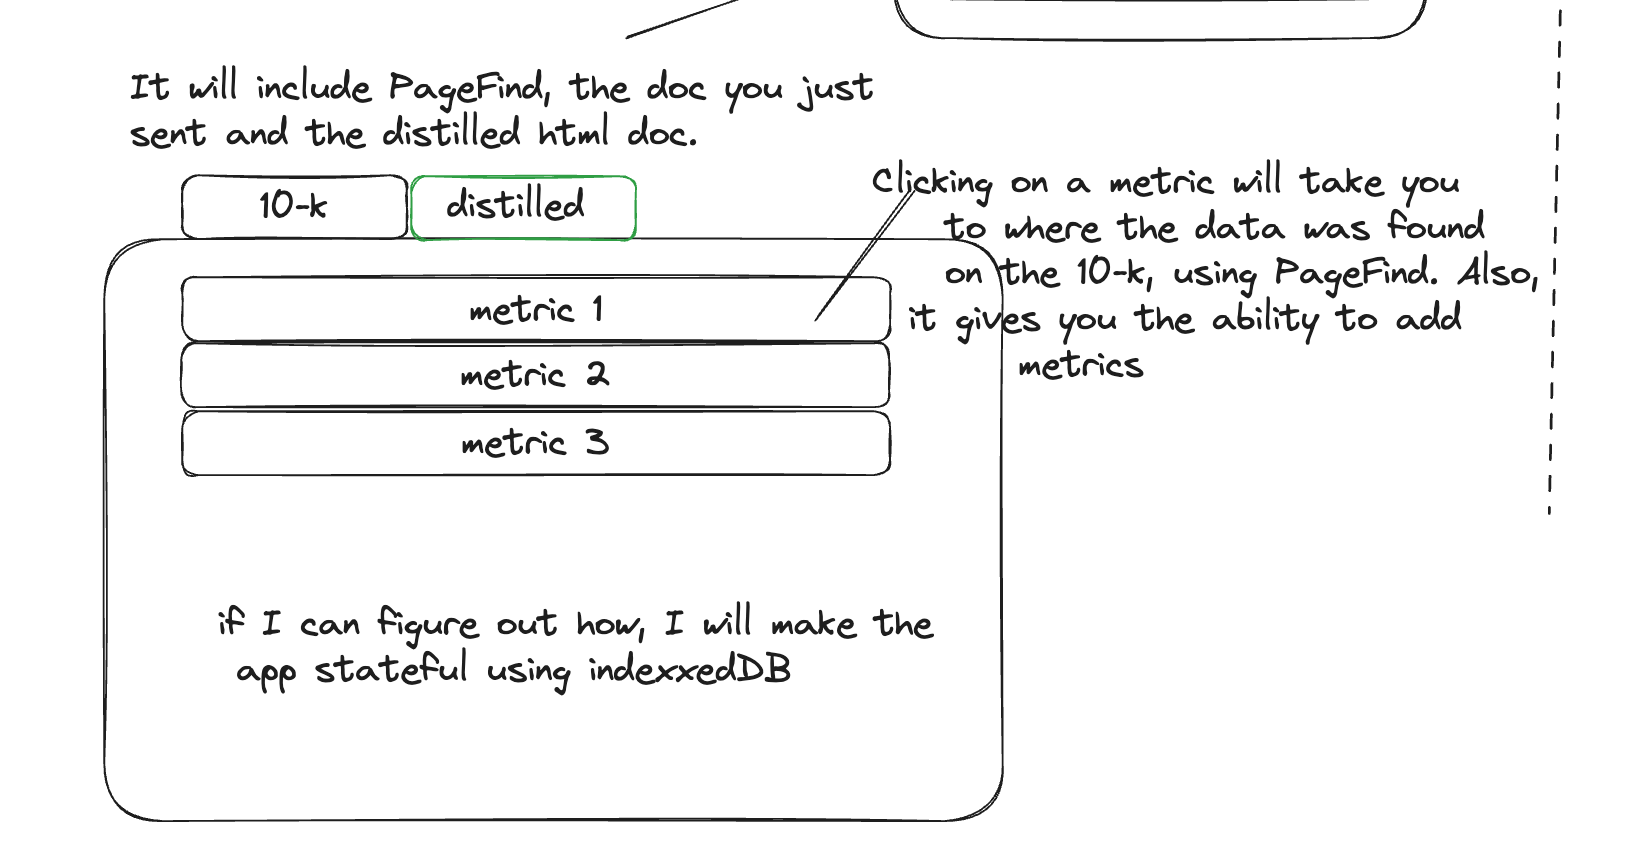 It will include PageFind, the doc you just
sent and the distilled html doc.
10-k
distilled
Clicking on a metric will take you
to where the data was found
on the 10-k, using PageFind. Also,
it gives you the ability to add
metrics
metric 1
metric 2
metric 3
if I can figure out how, I will make the
app stateful using indexxedDB